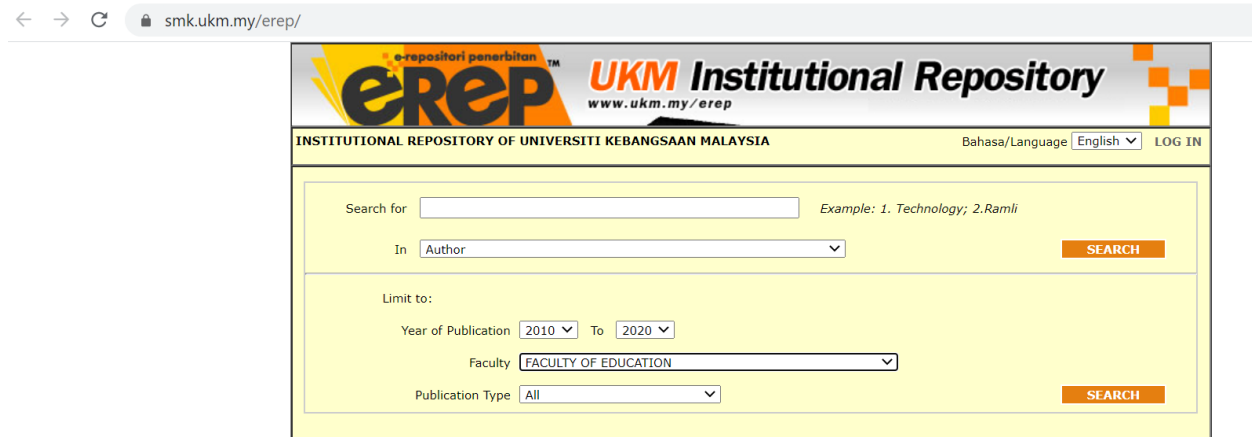 smk.ukm.my/erep/
e-repositori penerbitan TM
eREP
UKM Institutional Repository
www.ukm.my/erep
INSTITUTIONAL REPOSITORY OF UNIVERSITI KEBANGSAAN MALAYSIA Bahasa/Language English LOG IN
Search for Example: 1. Technology; 2.Ramli
In Author SEARCH
Limit to:
Year of Publication 2010 To 2020
Faculty FACULTY OF EDUCATION
Publication Type All SEARCH